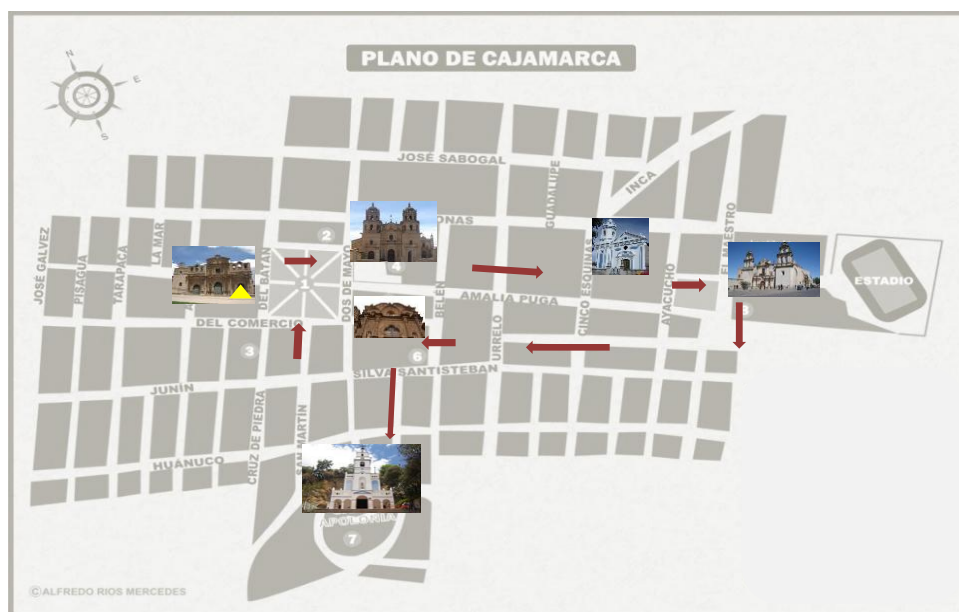 PLANO DE CAJAMARCA
N
E
S
JOSÉ SABOGAL
GUADALUPE
INCA
EL MAESTRO
ONAS
JOSÉ GALVEZ
PISAGUA
TARAPACÁ
LA MAR
DEL BATÁN
DOS DE MAYO
BELÉN
CINCO ESQUINAS
AYACUCHO
ESTADIO
2
4
1
AMALIA PUGA
DEL COMERCIO
URRELO
3
6
SILVA SANTISTEBAN
JUNÍN
CRUZ DE PIEDRA
SAN MARTÍN
HUÁNUCO
APOLONIA
7
© ALFREDO RIOS MERCEDES